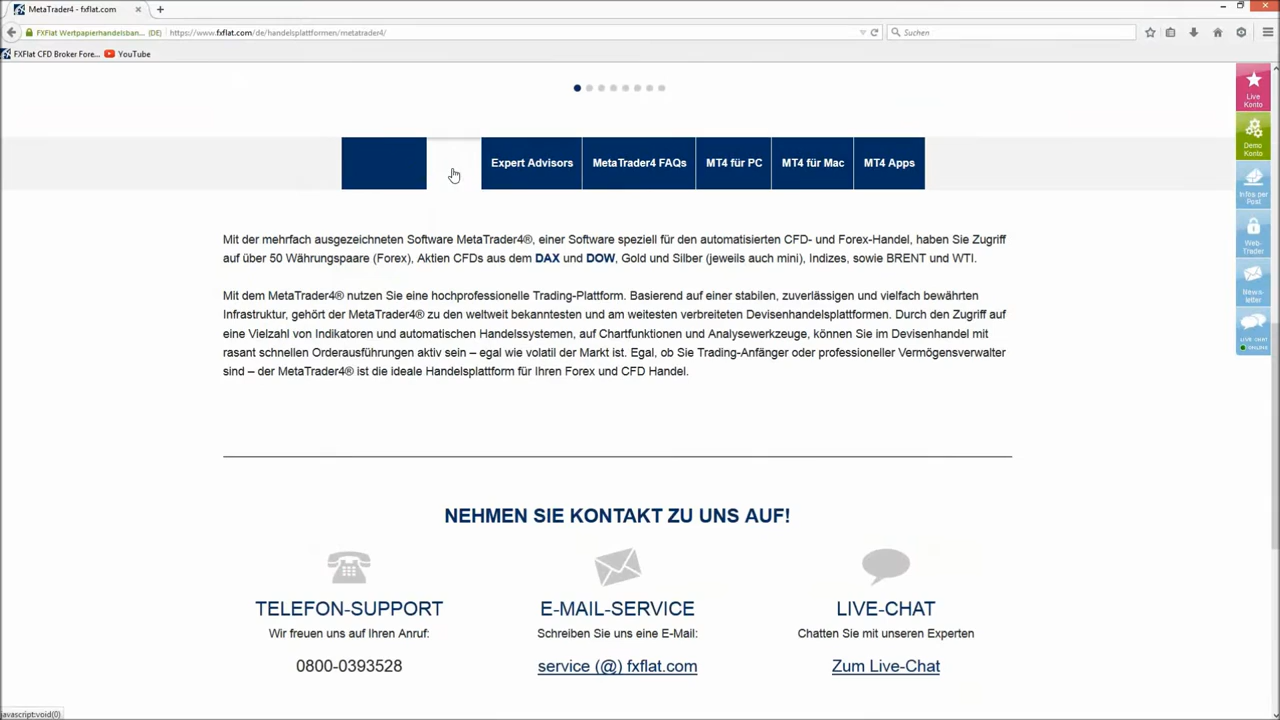 MetaTrader4 - fxflat.com
FXFlat Wertpapierhandelsban... (DE)
https://www.fxflat.com/de/handelsplattformen/metatrader4/
Suchen
FXFlat CFD Broker Fore...
YouTube
Live
Konto
Demo
Konto
Infos per
Post
Web-
Trader
News-
letter
LIVE CHAT
ONLINE
Expert Advisors
MetaTrader4 FAQs
MT4 für PC
MT4 für Mac
MT4 Apps
Mit der mehrfach ausgezeichneten Software MetaTrader4®, einer Software speziell für den automatisierten CFD- und Forex-Handel, haben Sie Zugriff
auf über 50 Währungspaare (Forex), Aktien CFDs aus dem DAX und DOW, Gold und Silber (jeweils auch mini), Indizes, sowie BRENT und WTI.
Mit dem MetaTrader4® nutzen Sie eine hochprofessionelle Trading-Plattform. Basierend auf einer stabilen, zuverlässigen und vielfach bewährten
Infrastruktur, gehört der MetaTrader4® zu den weltweit bekanntesten und am weitesten verbreiteten Devisenhandelsplattformen. Durch den Zugriff auf
eine Vielzahl von Indikatoren und automatischen Handelssystemen, auf Chartfunktionen und Analysewerkzeuge, können Sie im Devisenhandel mit
rasant schnellen Orderausführungen aktiv sein – egal wie volatil der Markt ist. Egal, ob Sie Trading-Anfänger oder professioneller Vermögensverwalter
sind – der MetaTrader4® ist die ideale Handelsplattform für Ihren Forex und CFD Handel.
NEHMEN SIE KONTAKT ZU UNS AUF!
TELEFON-SUPPORT
Wir freuen uns auf Ihren Anruf:
0800-0393528
E-MAIL-SERVICE
Schreiben Sie uns eine E-Mail:
service (@) fxflat.com
LIVE-CHAT
Chatten Sie mit unseren Experten
Zum Live-Chat
javascript:void(0)